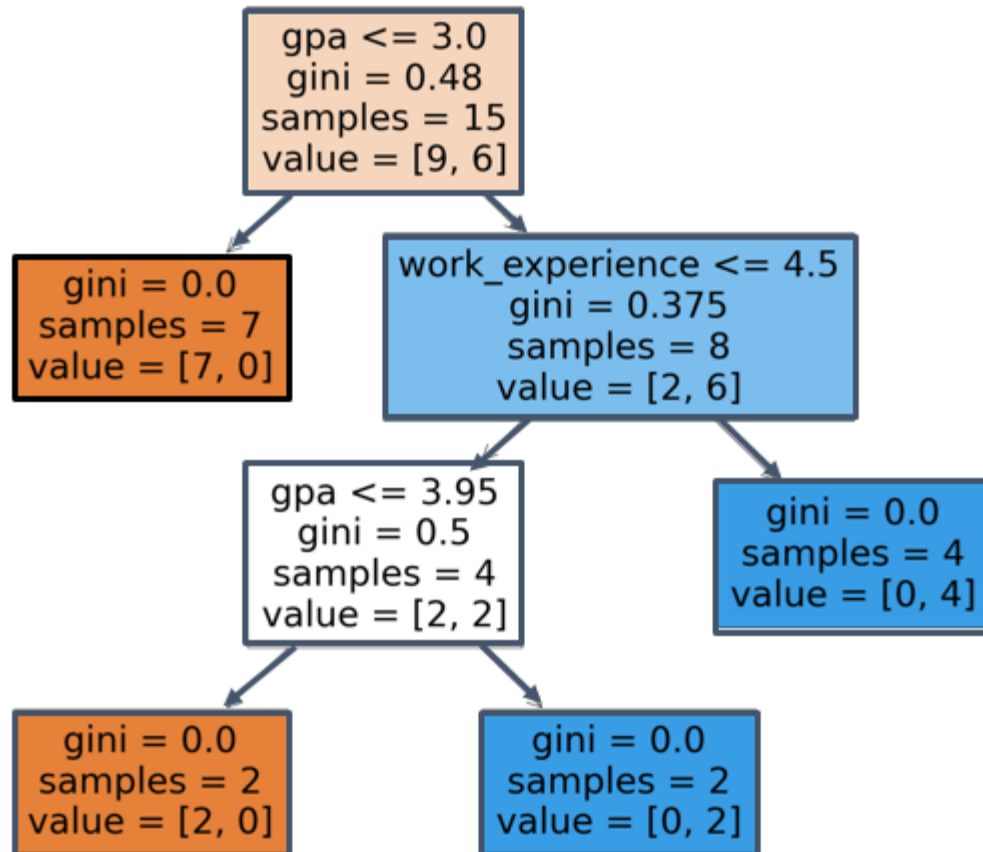 gpa <= 3.0
gini = 0.48
samples = 15
value = [9, 6]
gini = 0.0
samples = 7
value = [7, 0]
work_experience <= 4.5
gini = 0.375
samples = 8
value = [2, 6]
gpa <= 3.95
gini = 0.5
samples = 4
value = [2, 2]
gini = 0.0
samples = 4
value = [0, 4]
gini = 0.0
samples = 2
value = [2, 0]
gini = 0.0
samples = 2
value = [0, 2]